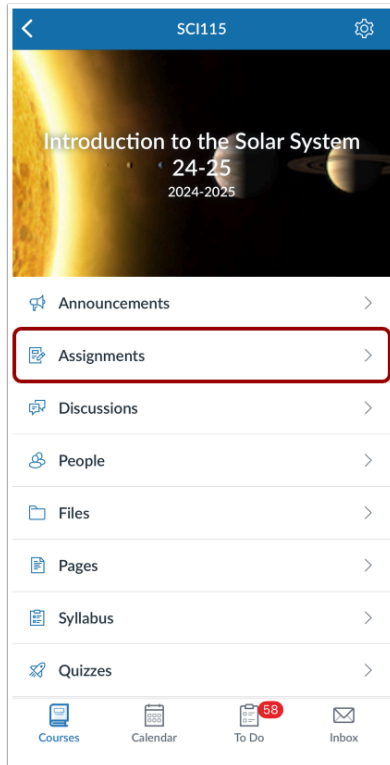 SCI115
Introduction to the Solar System
24-25
2024-2025
Announcements
Assignments
Discussions
People
Files
Pages
Syllabus
Quizzes
58
Courses Calendar To Do Inbox